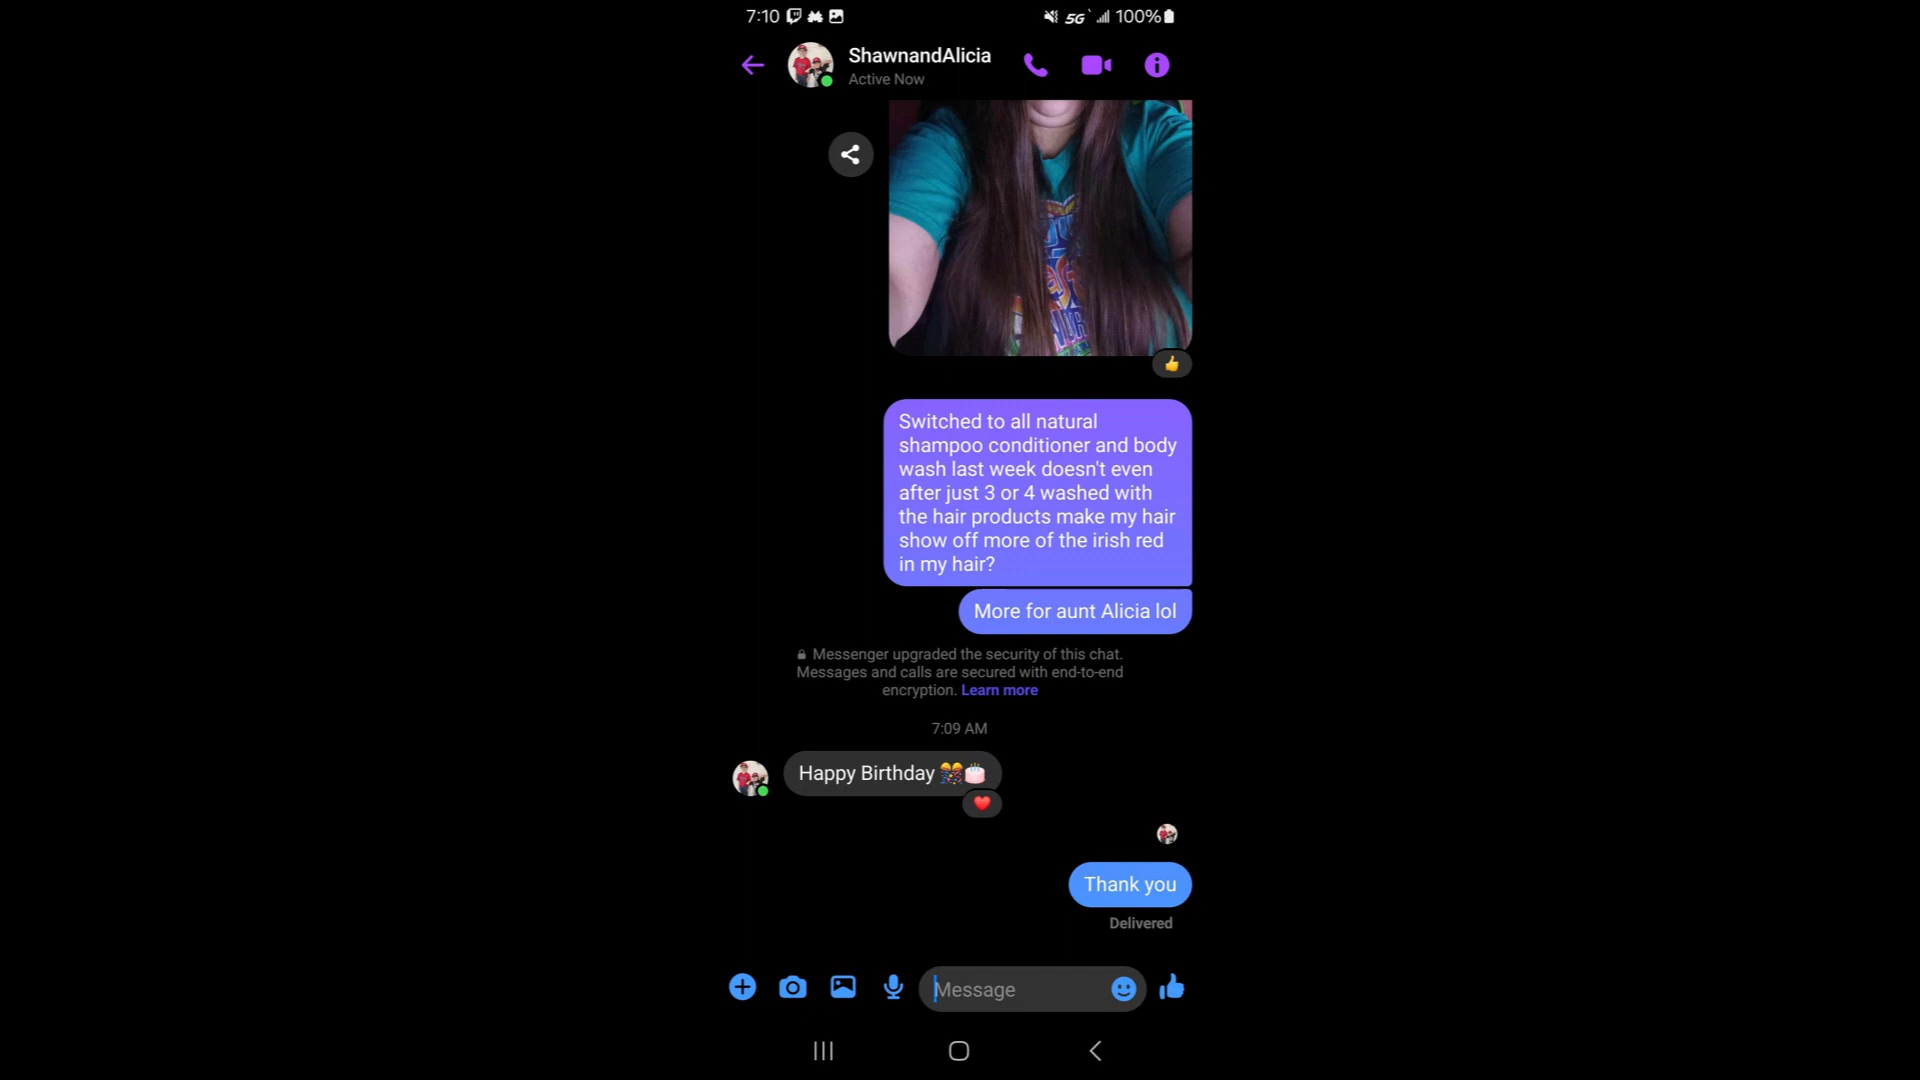 7:10
5G
100%
ShawnandAlicia
Active Now
Switched to all natural
shampoo conditioner and body
wash last week doesn't even
after just 3 or 4 washed with
the hair products make my hair
show off more of the irish red
in my hair?
More for aunt Alicia lol
Messenger upgraded the security of this chat.
Messages and calls are secured with end-to-end
encryption. Learn more
7:09 AM
Happy Birthday 🎊🎂
Thank you
Delivered
Message